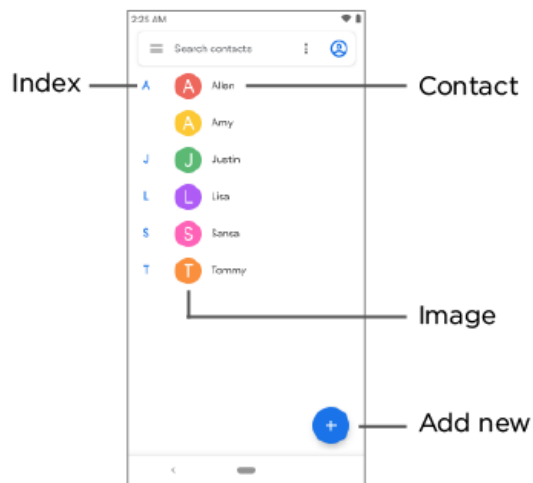 2:25 AM
Search contacts
Index
A
A
Allen
Contact
A
Amy
J
J
Justin
L
L
Lisa
S
S
Sansa
T
T
Tommy
Image
+
Add new